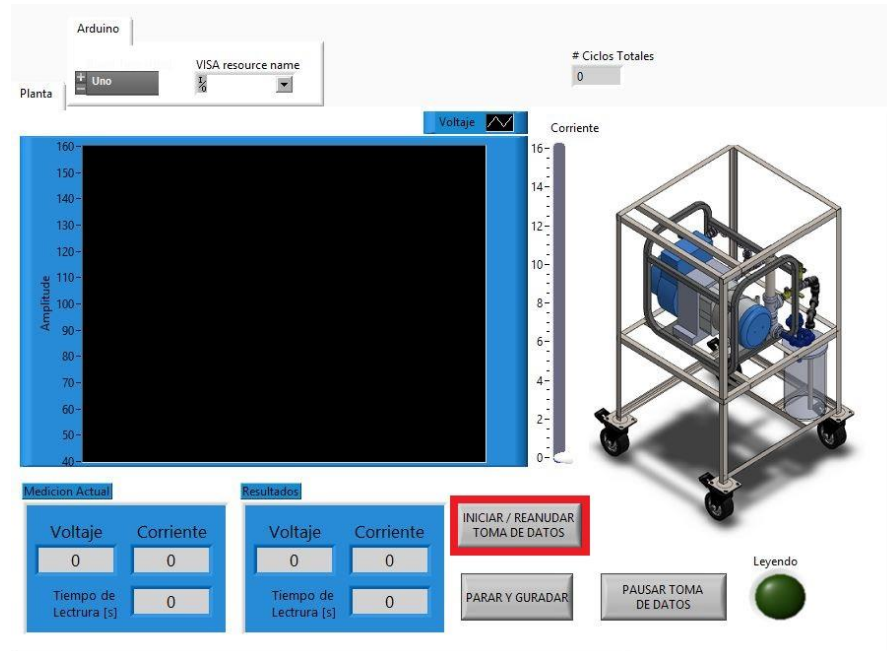 Arduino
Uno
VISA resource name
# Ciclos Totales
0
Planta
Voltaje
Corriente
160
150
140
130
120
110
100
90
80
70
60
50
40
Amplitude
16
14
12
10
8
6
4
2
0
Medicion Actual
Voltaje Corriente
0 0
Tiempo de
Lectrura [s]
0
Resultados
Voltaje Corriente
0 0
Tiempo de
Lectrura [s]
0
INICIAR / REANUDAR
TOMA DE DATOS
PARAR Y GURADAR
PAUSAR TOMA
DE DATOS
Leyendo